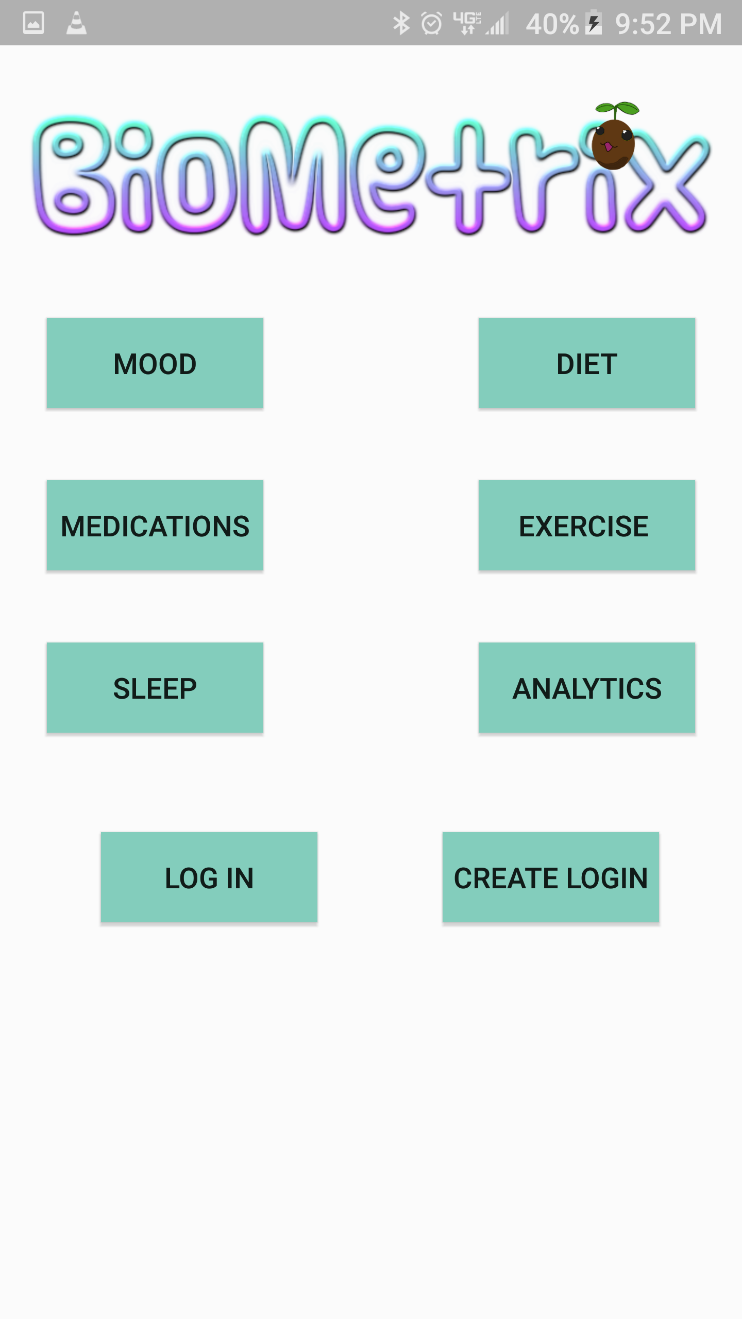 4G 40% 9:52 PM
BioMetrix
MOOD DIET
MEDICATIONS EXERCISE
SLEEP ANALYTICS
LOG IN CREATE LOGIN